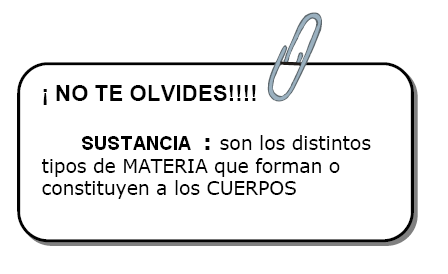 ¡ NO TE OLVIDES!!!!
SUSTANCIA : son los distintos
tipos de MATERIA que forman o
constituyen a los CUERPOS